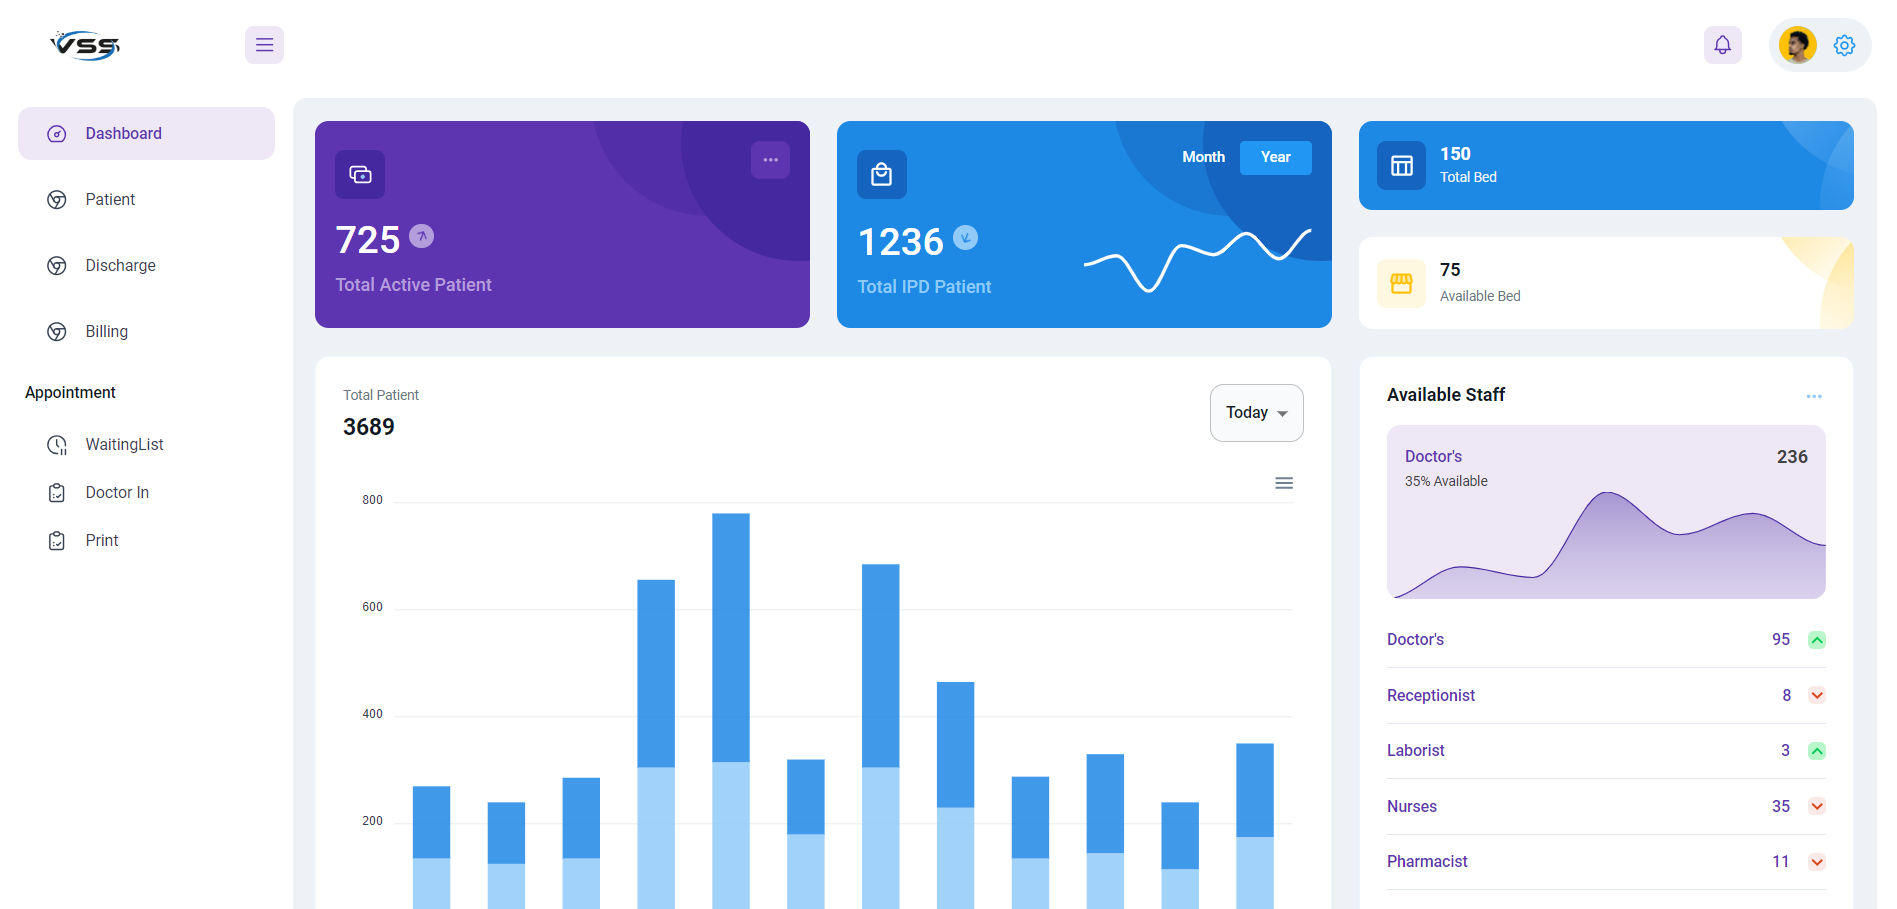 VSS
Dashboard
Patient
Discharge
Billing
Appointment
WaitingList
Doctor In
Print
725
Total Active Patient
Month
Year
1236
Total IPD Patient
150
Total Bed
75
Available Bed
Total Patient
3689
Today
800
600
400
200
Available Staff
Doctor's
236
35% Available
Doctor's 95
Receptionist 8
Laborist 3
Nurses 35
Pharmacist 11